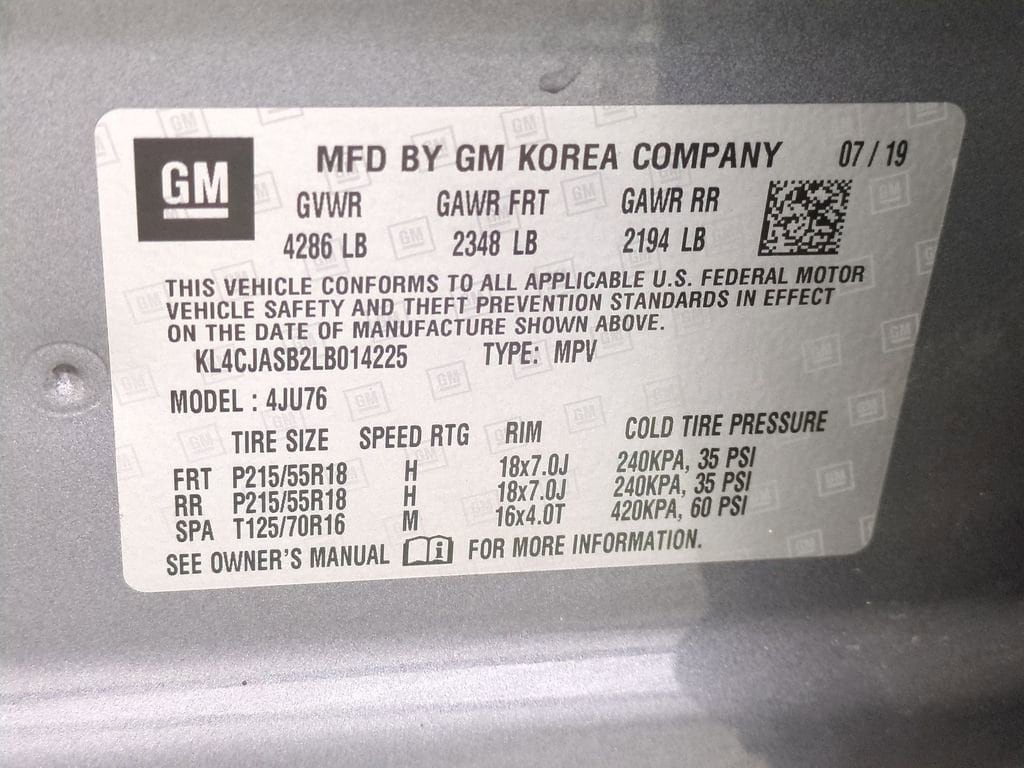 GM
MFD BY GM KOREA COMPANY 07 / 19
GVWR GAWR FRT GAWR RR
4286 LB 2348 LB 2194 LB
THIS VEHICLE CONFORMS TO ALL APPLICABLE U.S. FEDERAL MOTOR
VEHICLE SAFETY AND THEFT PREVENTION STANDARDS IN EFFECT
ON THE DATE OF MANUFACTURE SHOWN ABOVE.
KL4CJASB2LB014225 TYPE: MPV
MODEL : 4JU76
TIRE SIZE SPEED RTG RIM COLD TIRE PRESSURE
FRT P215/55R18 H 18x7.0J 240KPA, 35 PSI
RR P215/55R18 H 18x7.0J 240KPA, 35 PSI
SPA T125/70R16 M 16x4.0T 420KPA, 60 PSI
SEE OWNER'S MANUAL FOR MORE INFORMATION.